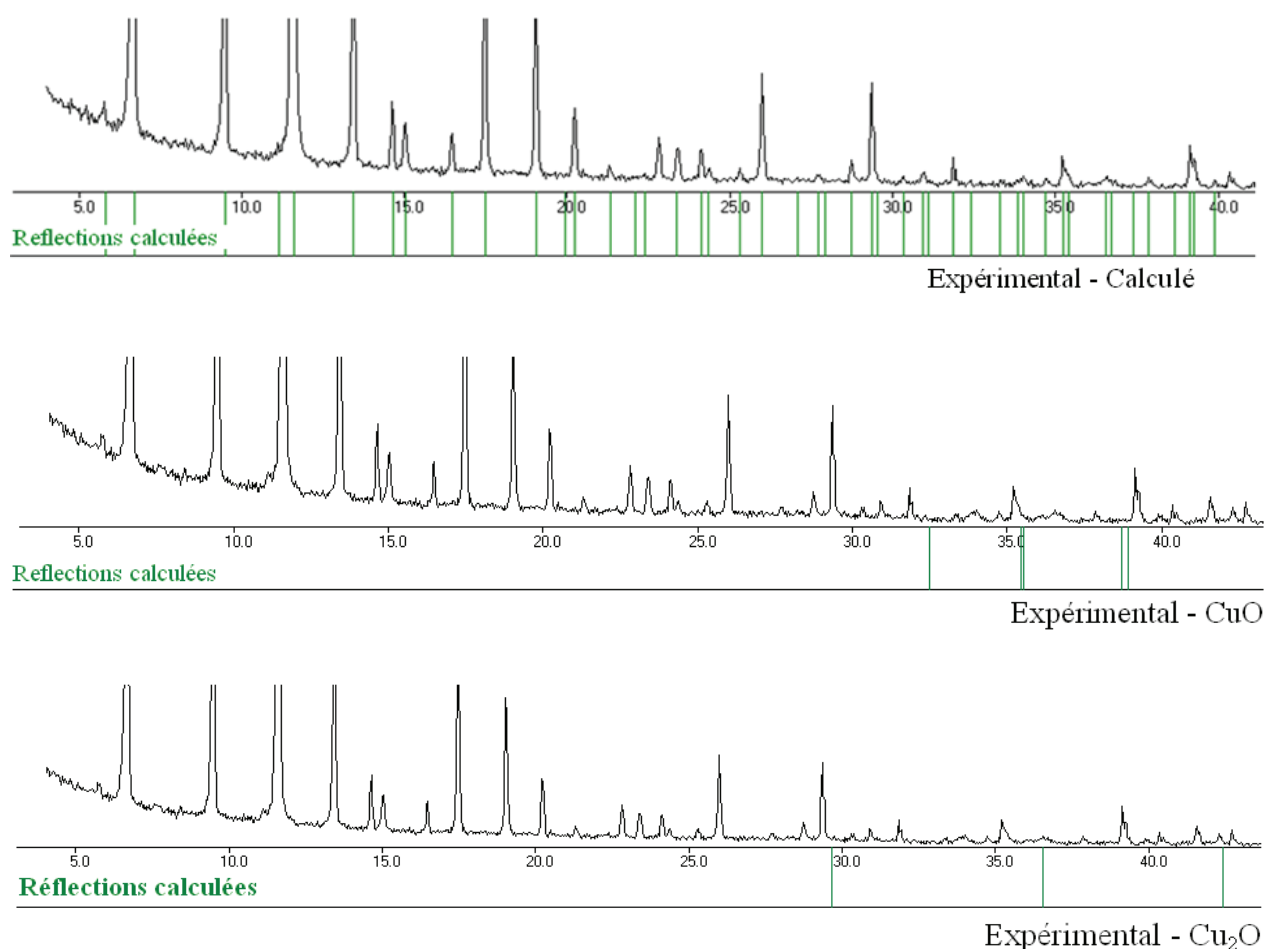 5.0 10.0 15.0 20.0 25.0 30.0 35.0 40.0
Reflections calculées
Expérimental - Calculé
5.0 10.0 15.0 20.0 25.0 30.0 35.0 40.0
Reflections calculées
Expérimental - CuO
5.0 10.0 15.0 20.0 25.0 30.0 35.0 40.0
Réflections calculées
Expérimental - Cu₂O